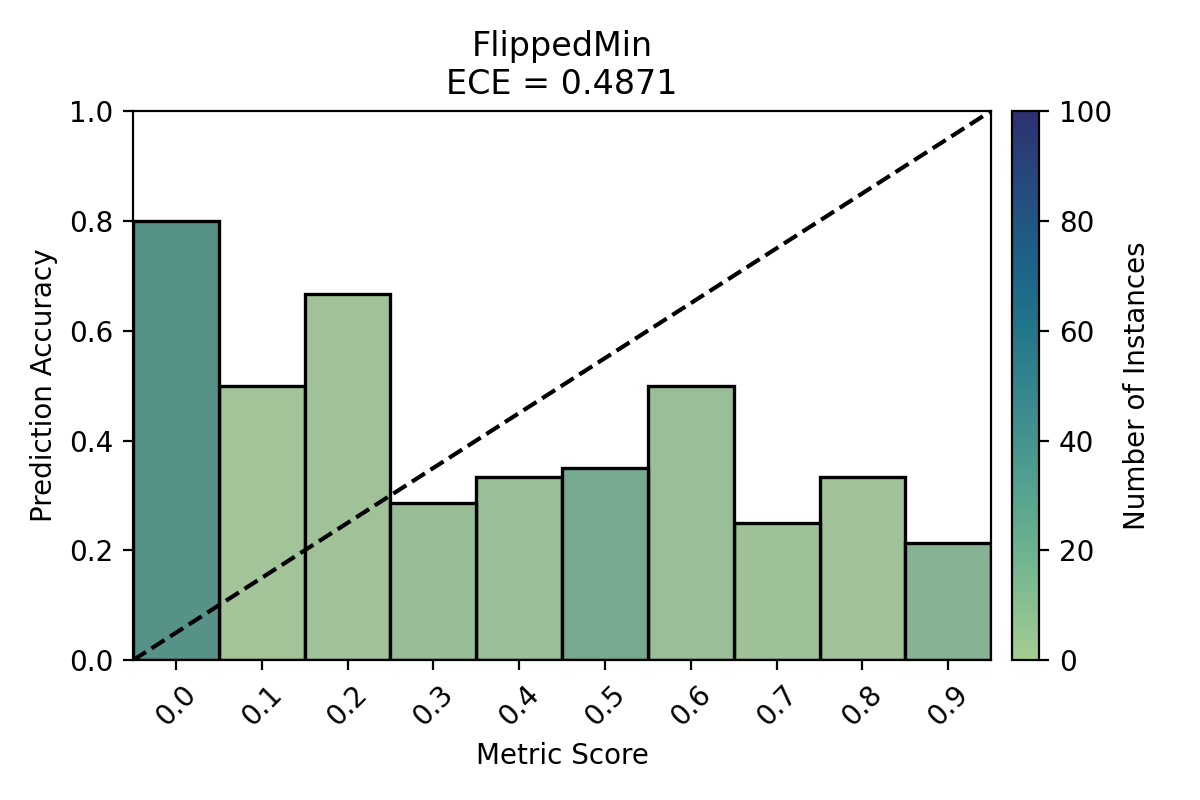 FlippedMin
ECE = 0.4871
Prediction Accuracy
1.0
0.8
0.6
0.4
0.2
0.0
0.0 0.1 0.2 0.3 0.4 0.5 0.6 0.7 0.8 0.9
Metric Score
100
80
60
40
20
0
Number of Instances